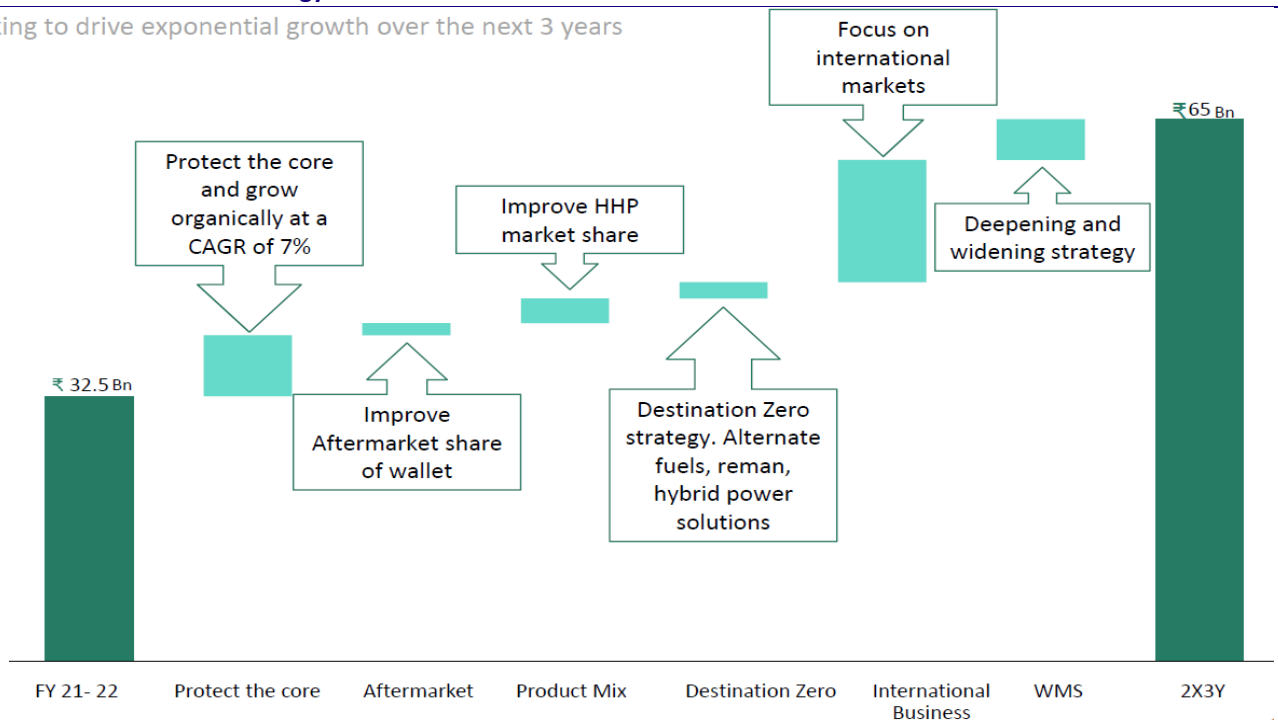 to drive exponential growth over the next 3 years
Focus on
international
markets
₹65 Bn
Protect the core
and grow
organically at a
CAGR of 7%
Improve HHP
market share
Deepening and
widening strategy
₹ 32.5 Bn
Improve
Aftermarket share
of wallet
Destination Zero
strategy. Alternate
fuels, reman,
hybrid power
solutions
FY 21- 22
Protect the core
Aftermarket
Product Mix
Destination Zero
International
Business
WMS
2X3Y